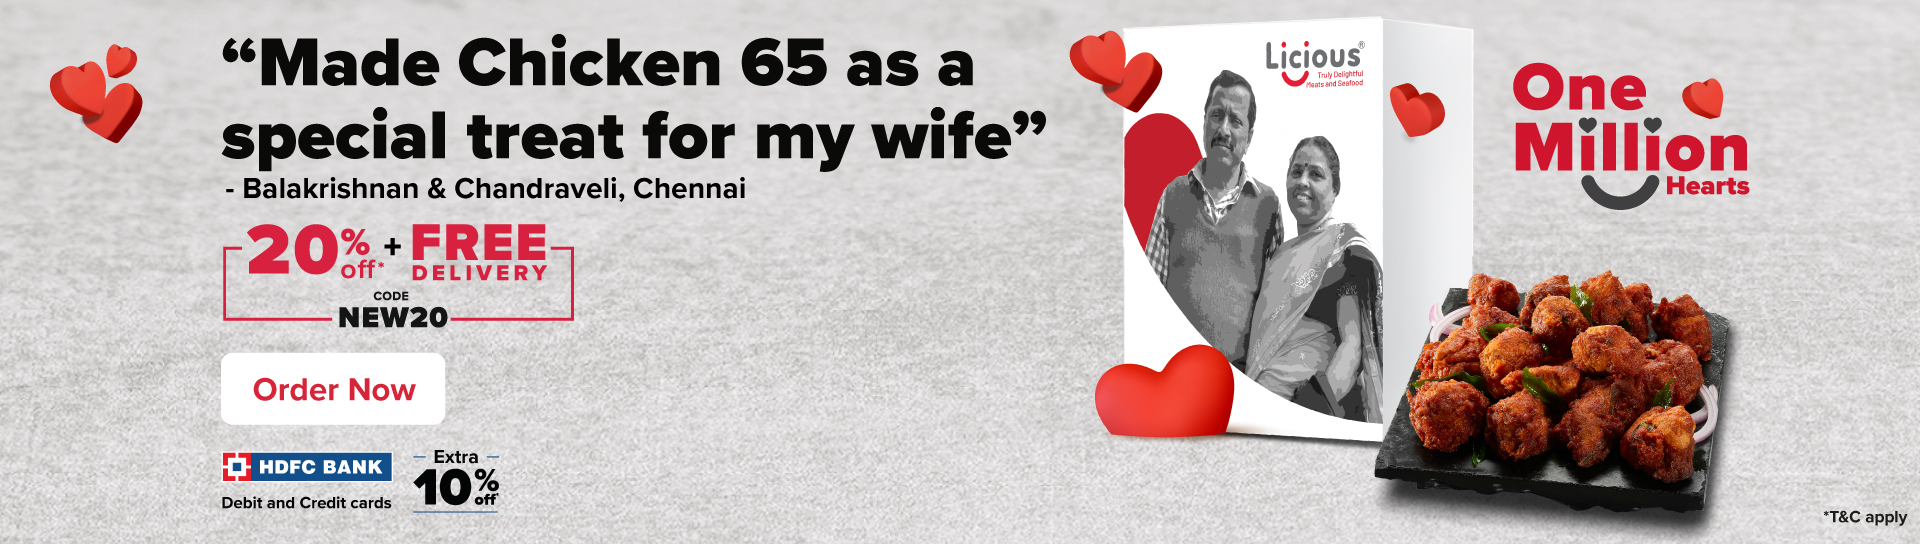 “Made Chicken 65 as a
special treat for my wife”
- Balakrishnan & Chandraveli, Chennai
20% off* + FREE DELIVERY
CODE
NEW20
Order Now
HDFC BANK
Debit and Credit cards
Extra
10% off*
Licious®
Truly Delightful
Meats and Seafood
One
Million
Hearts
*T&C apply